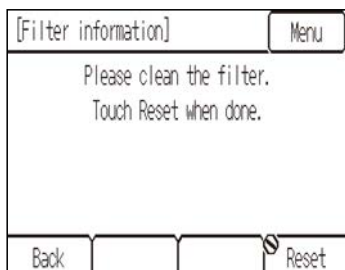 [Filter information]
Menu
Please clean the filter.
Touch Reset when done.
Back
Reset